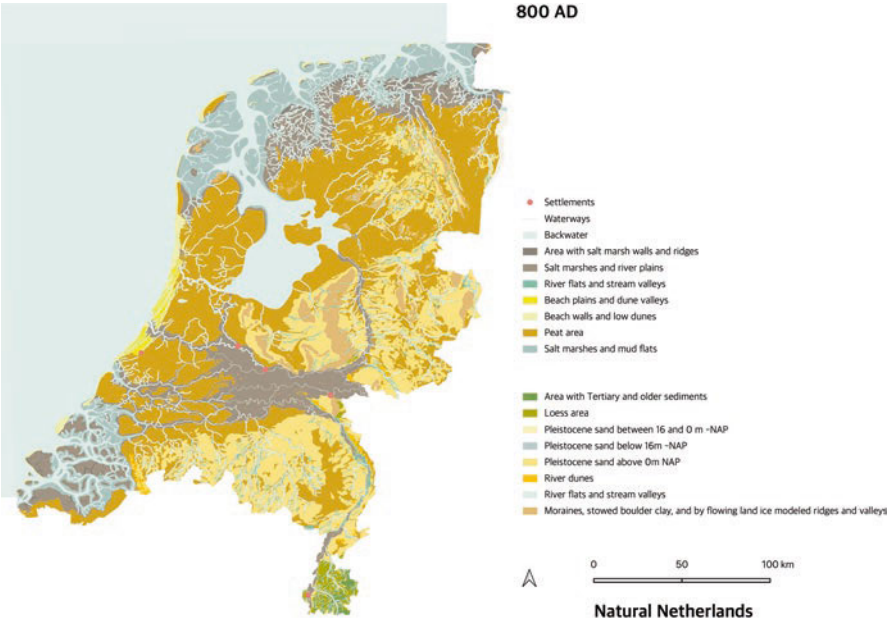 800 AD
Settlements
Waterways
Backwater
Area with salt marsh walls and ridges
Salt marshes and river plains
River flats and stream valleys
Beach plains and dune valleys
Beach walls and low dunes
Peat area
Salt marshes and mud flats
Area with Tertiary and older sediments
Loess area
Pleistocene sand between 16 and 0 m -NAP
Pleistocene sand below 16m -NAP
Pleistocene sand above 0m NAP
River dunes
River flats and stream valleys
Moraines, stowed boulder clay, and by flowing land ice modeled ridges and valleys
0 50 100 km
Natural Netherlands